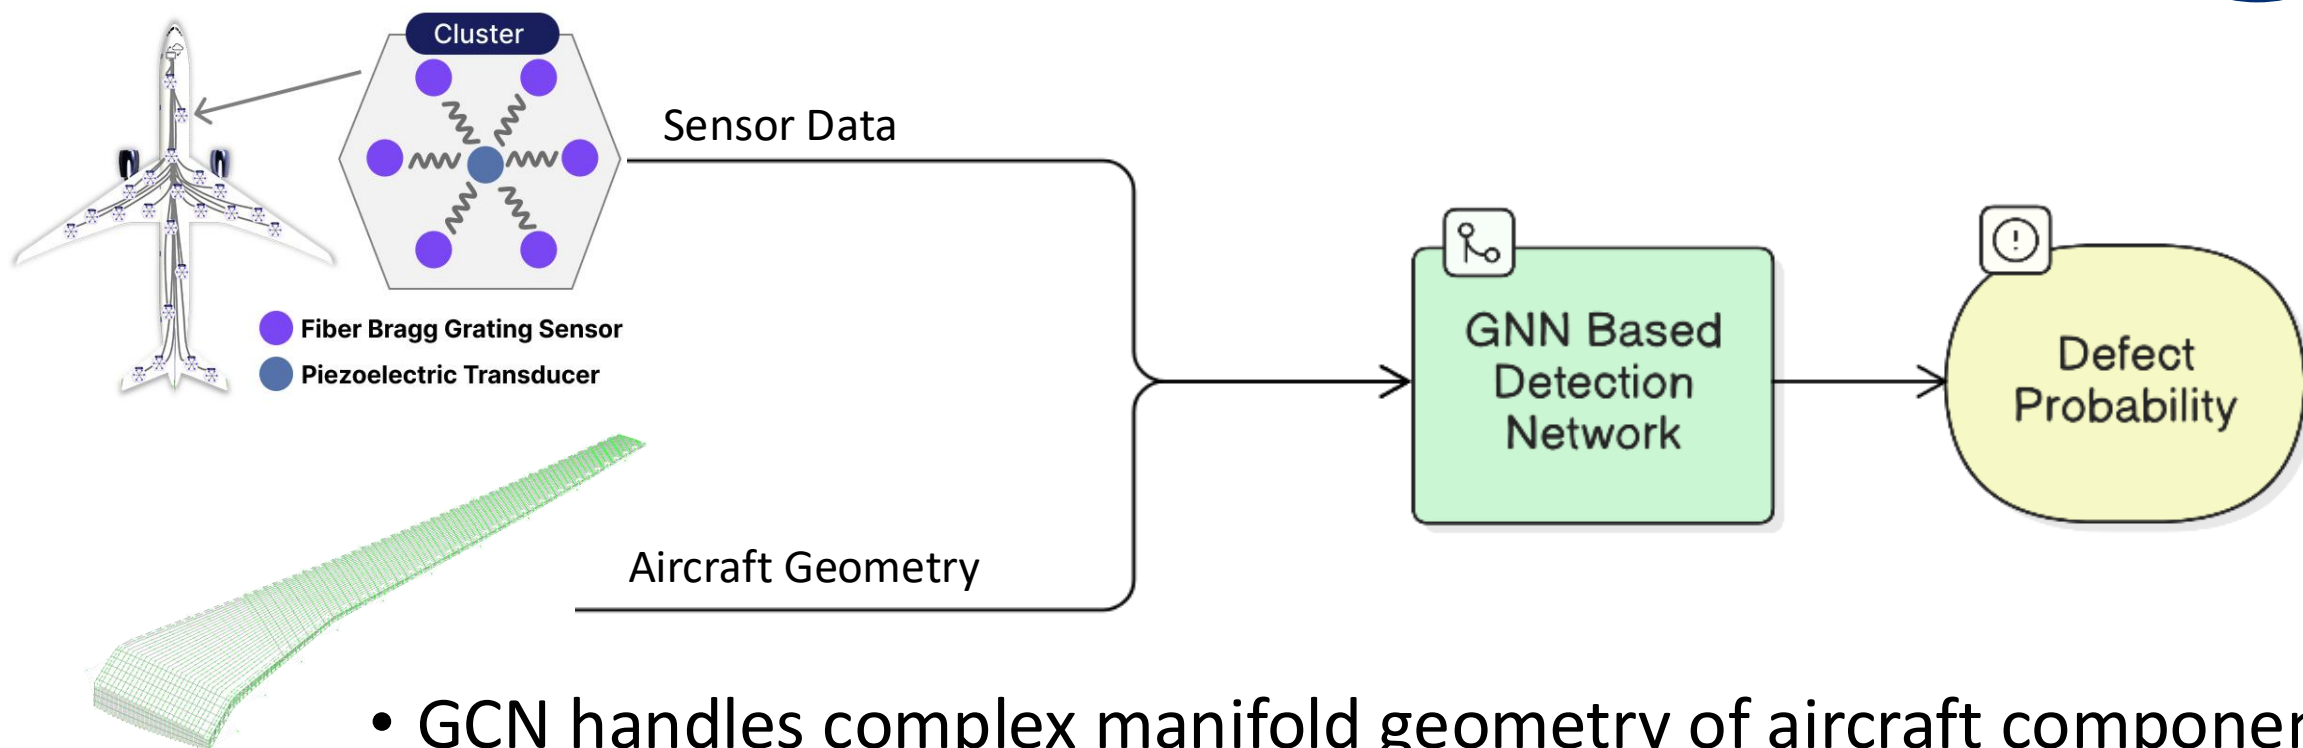 Cluster
Sensor Data
Fiber Bragg Grating Sensor
Piezoelectric Transducer
GNN Based
Detection
Network
Defect
Probability
Aircraft Geometry
• GCN handles complex manifold geometry of aircraft componen